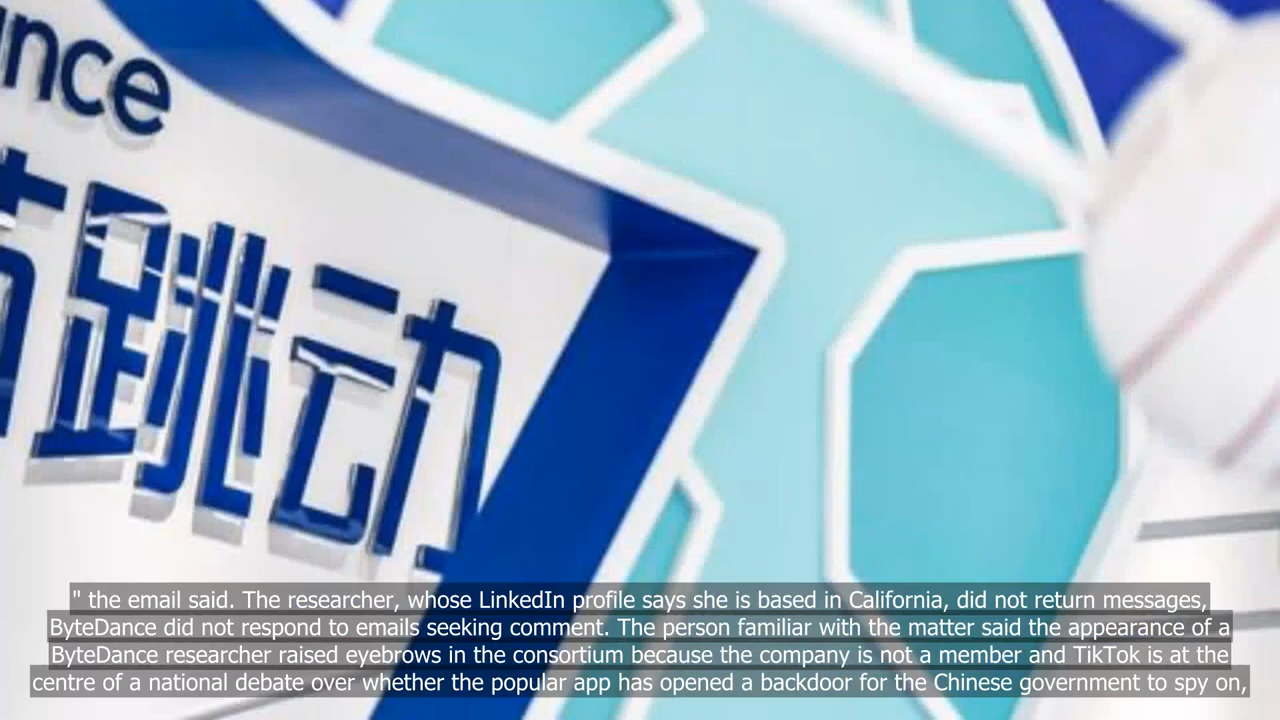 跳动
" the email said. The researcher, whose LinkedIn profile says she is based in California, did not return messages,
ByteDance did not respond to emails seeking comment. The person familiar with the matter said the appearance of a
ByteDance researcher raised eyebrows in the consortium because the company is not a member and TikTok is at the
centre of a national debate over whether the popular app has opened a backdoor for the Chinese government to spy on,